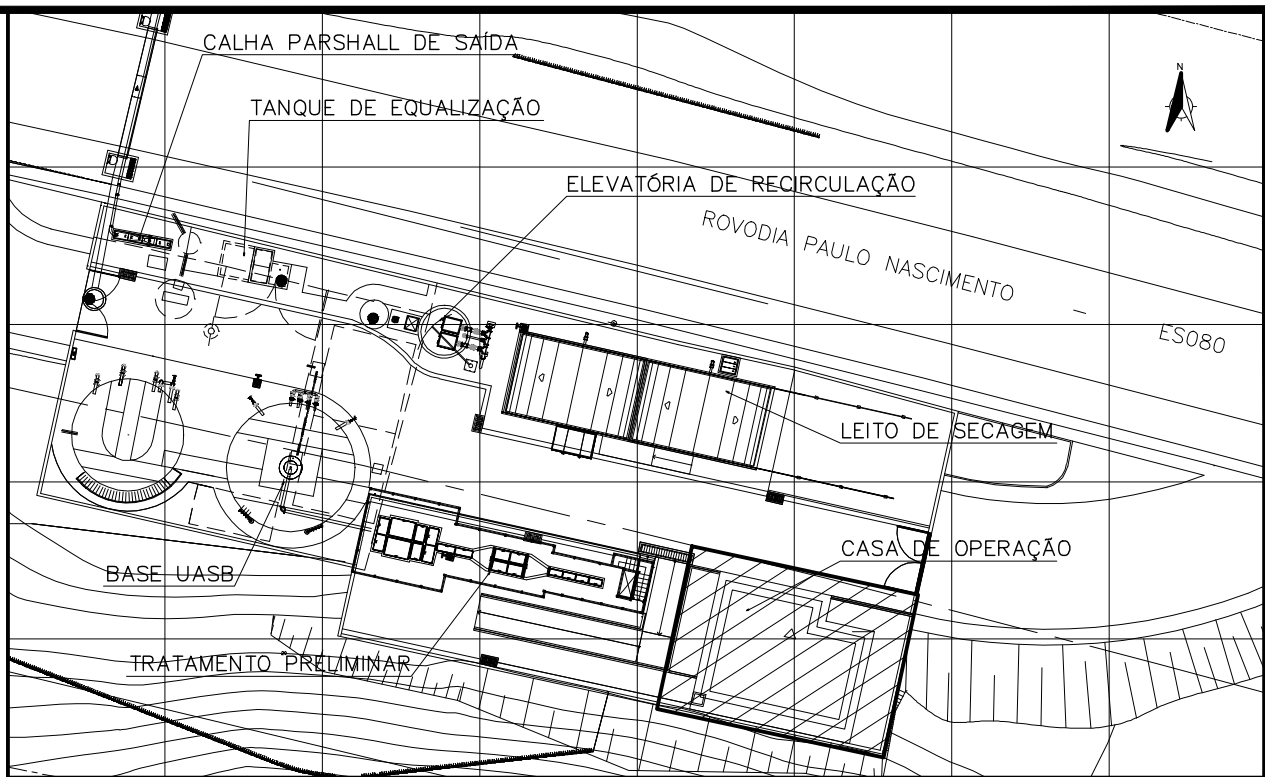 CALHA PARSHALL DE SAÍDA
N
TANQUE DE EQUALIZAÇÃO
ELEVATÓRIA DE RECIRCULAÇÃO
ROVODIA PAULO NASCIMENTO - ES080
LEITO DE SECAGEM
CASA DE OPERAÇÃO
BASE UASB
TRATAMENTO PRELIMINAR